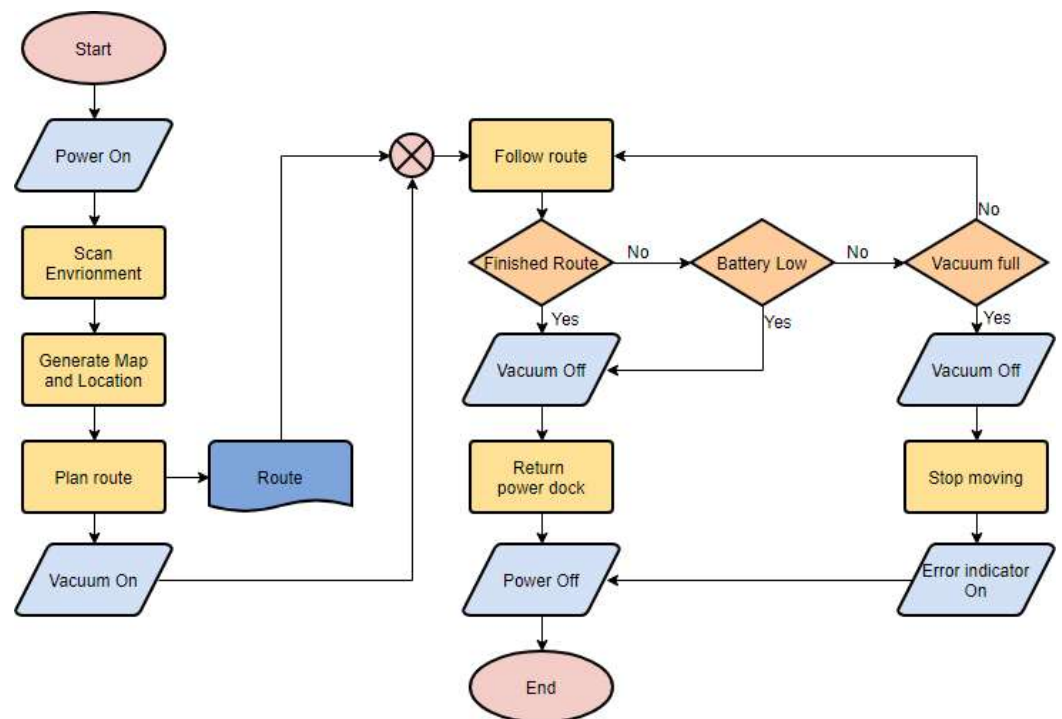 Start
Power On
Scan
Envrionment
Generate Map
and Location
Plan route
Route
Vacuum On
Follow route
Finished Route
No
Battery Low
No
Vacuum full
No
Yes
Yes
Yes
Vacuum Off
Vacuum Off
Return
power dock
Stop moving
Power Off
Error indicator
On
End